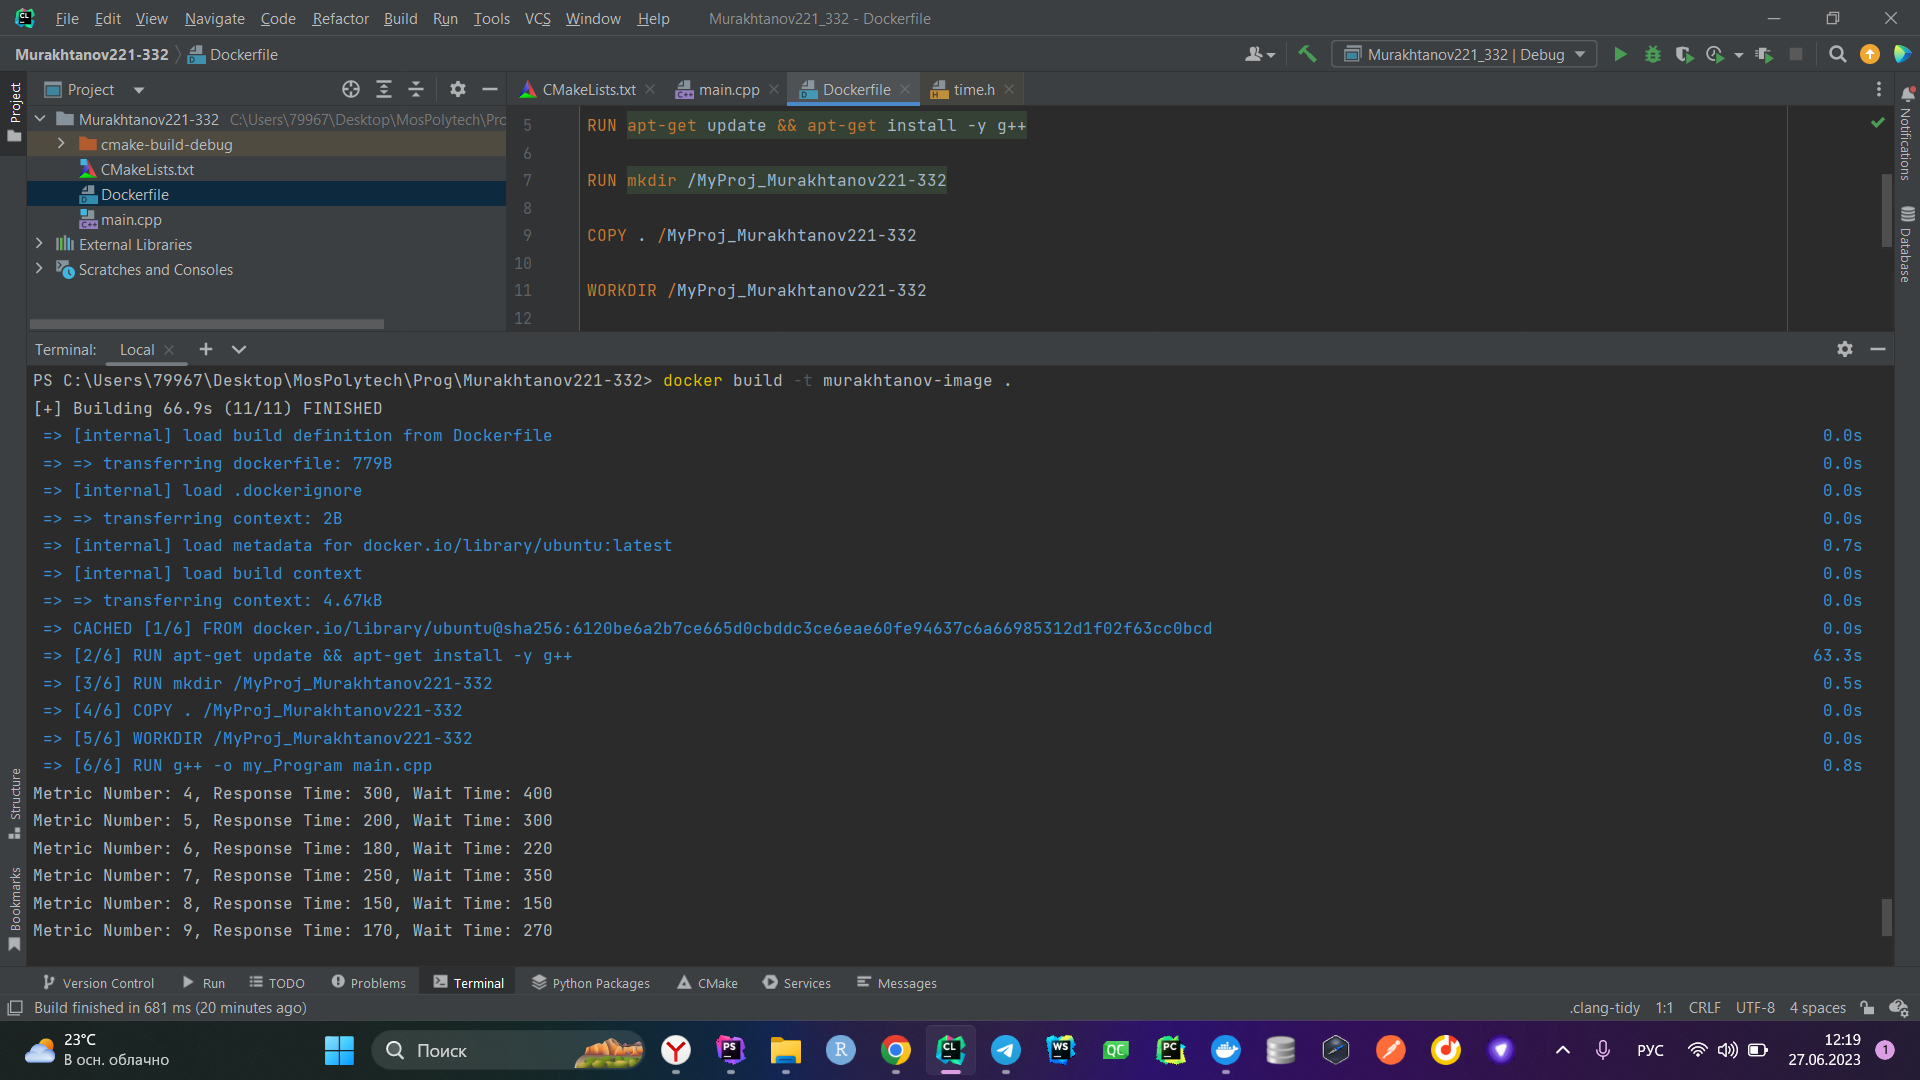 File Edit View Navigate Code Refactor Build Run Tools VCS Window Help Murakhtanov221_332 - Dockerfile
Murakhtanov221-332 Dockerfile Murakhtanov221_332 | Debug
Project
Project
CMakeLists.txt main.cpp Dockerfile time.h
Murakhtanov221-332 C:\Users\79967\Desktop\MosPolytech\Pro
cmake-build-debug
CMakeLists.txt
Dockerfile
main.cpp
External Libraries
Scratches and Consoles
5 RUN apt-get update && apt-get install -y g++
6
7 RUN mkdir /MyProj_Murakhtanov221-332
8
9 COPY . /MyProj_Murakhtanov221-332
10
11 WORKDIR /MyProj_Murakhtanov221-332
12
Notifications
Database
Terminal: Local
PS C:\Users\79967\Desktop\MosPolytech\Prog\Murakhtanov221-332> docker build -t murakhtanov-image .
[+] Building 66.9s (11/11) FINISHED
=> [internal] load build definition from Dockerfile 0.0s
=> => transferring dockerfile: 779B 0.0s
=> [internal] load .dockerignore 0.0s
=> => transferring context: 2B 0.0s
=> [internal] load metadata for docker.io/library/ubuntu:latest 0.7s
=> [internal] load build context 0.0s
=> => transferring context: 4.67kB 0.0s
=> CACHED [1/6] FROM docker.io/library/ubuntu@sha256:6120be6a2b7ce665d0cbddc3ce6eae60fe94637c6a66985312d1f02f63cc0bcd 0.0s
=> [2/6] RUN apt-get update && apt-get install -y g++ 63.3s
=> [3/6] RUN mkdir /MyProj_Murakhtanov221-332 0.5s
=> [4/6] COPY . /MyProj_Murakhtanov221-332 0.0s
=> [5/6] WORKDIR /MyProj_Murakhtanov221-332 0.0s
=> [6/6] RUN g++ -o my_Program main.cpp 0.8s
Metric Number: 4, Response Time: 300, Wait Time: 400
Metric Number: 5, Response Time: 200, Wait Time: 300
Metric Number: 6, Response Time: 180, Wait Time: 220
Metric Number: 7, Response Time: 250, Wait Time: 350
Metric Number: 8, Response Time: 150, Wait Time: 150
Metric Number: 9, Response Time: 170, Wait Time: 270
Structure
Bookmarks
Version Control Run TODO Problems Terminal Python Packages CMake Services Messages
Build finished in 681 ms (20 minutes ago) .clang-tidy 1:1 CRLF UTF-8 4 spaces
23°C
В осн. облачно
Поиск
РУС
12:19
27.06.2023
1